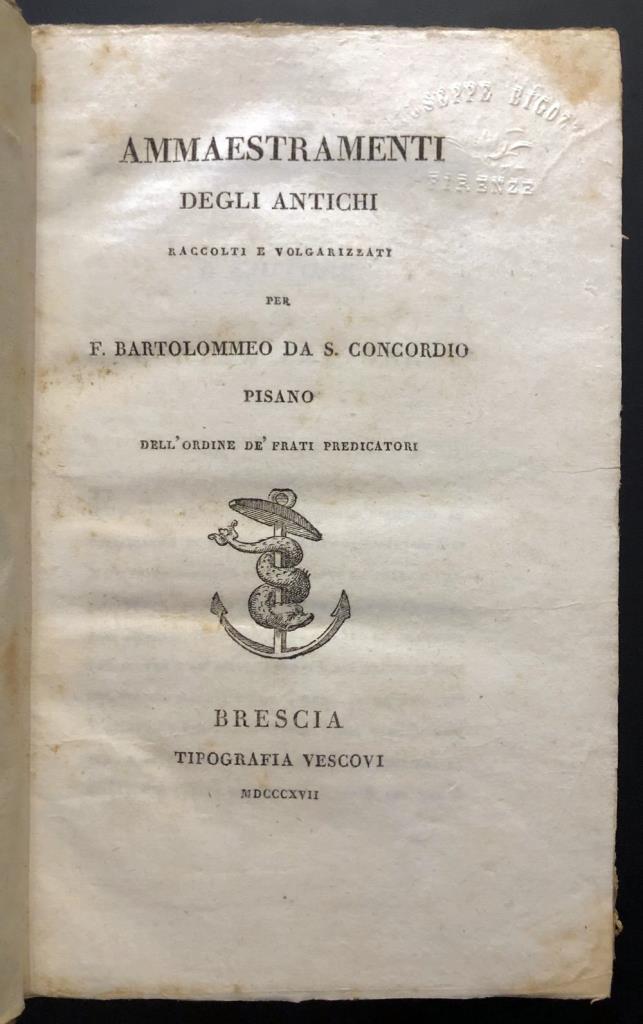 AMMAESTRAMENTI
DEGLI ANTICHI
RACCOLTI E VOLGARIZZATI
PER
F. BARTOLOMMEO DA S. CONCORDIO
PISANO
DELL'ORDINE DE' FRATI PREDICATORI
BRESCIA
TIPOGRAFIA VESCOVI
MDCCCXVII
FIRENZE